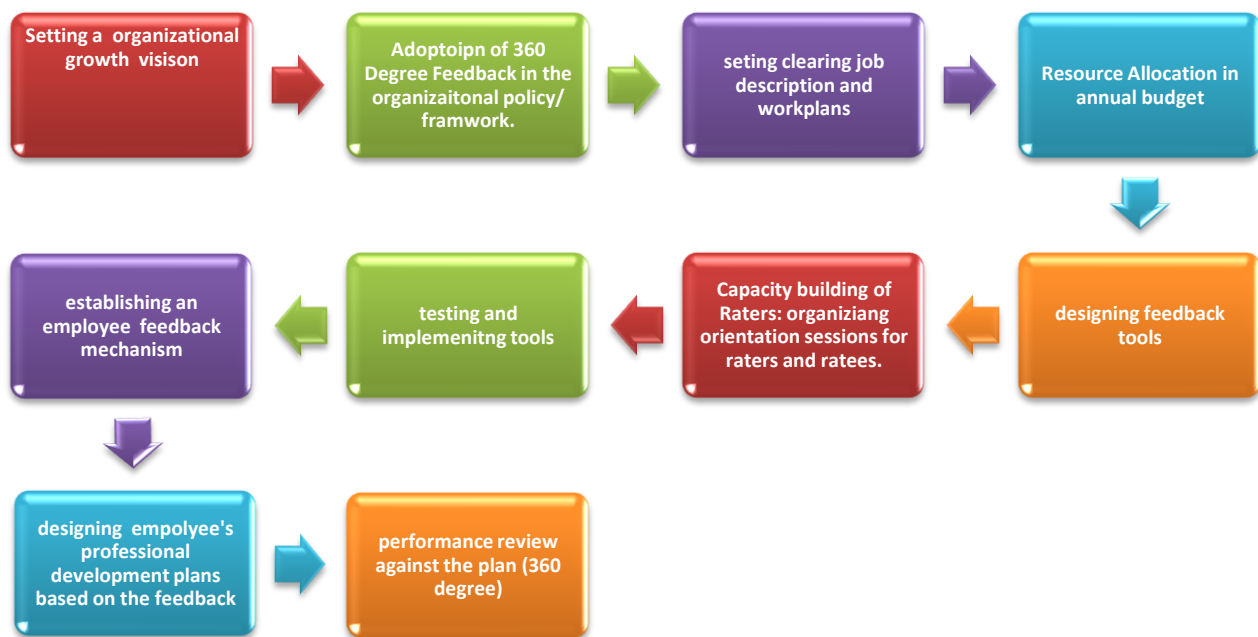 Setting a  organizational
growth visison
Adoptoipn of 360
Degree Feedback in the
organizaitonal policy/
framwork.
seting clearing job
description and
workplans
Resource Allocation in
annual budget
designing feedback
tools
Capacity building of
Raters: organiziang
orientation sessions for
raters and ratees.
testing and
implemenitng tools
establishing an
employee  feedback
mechanism
designing  empolyee's
professional
development plans
based on the feedback
performance review
against the plan (360
degree)